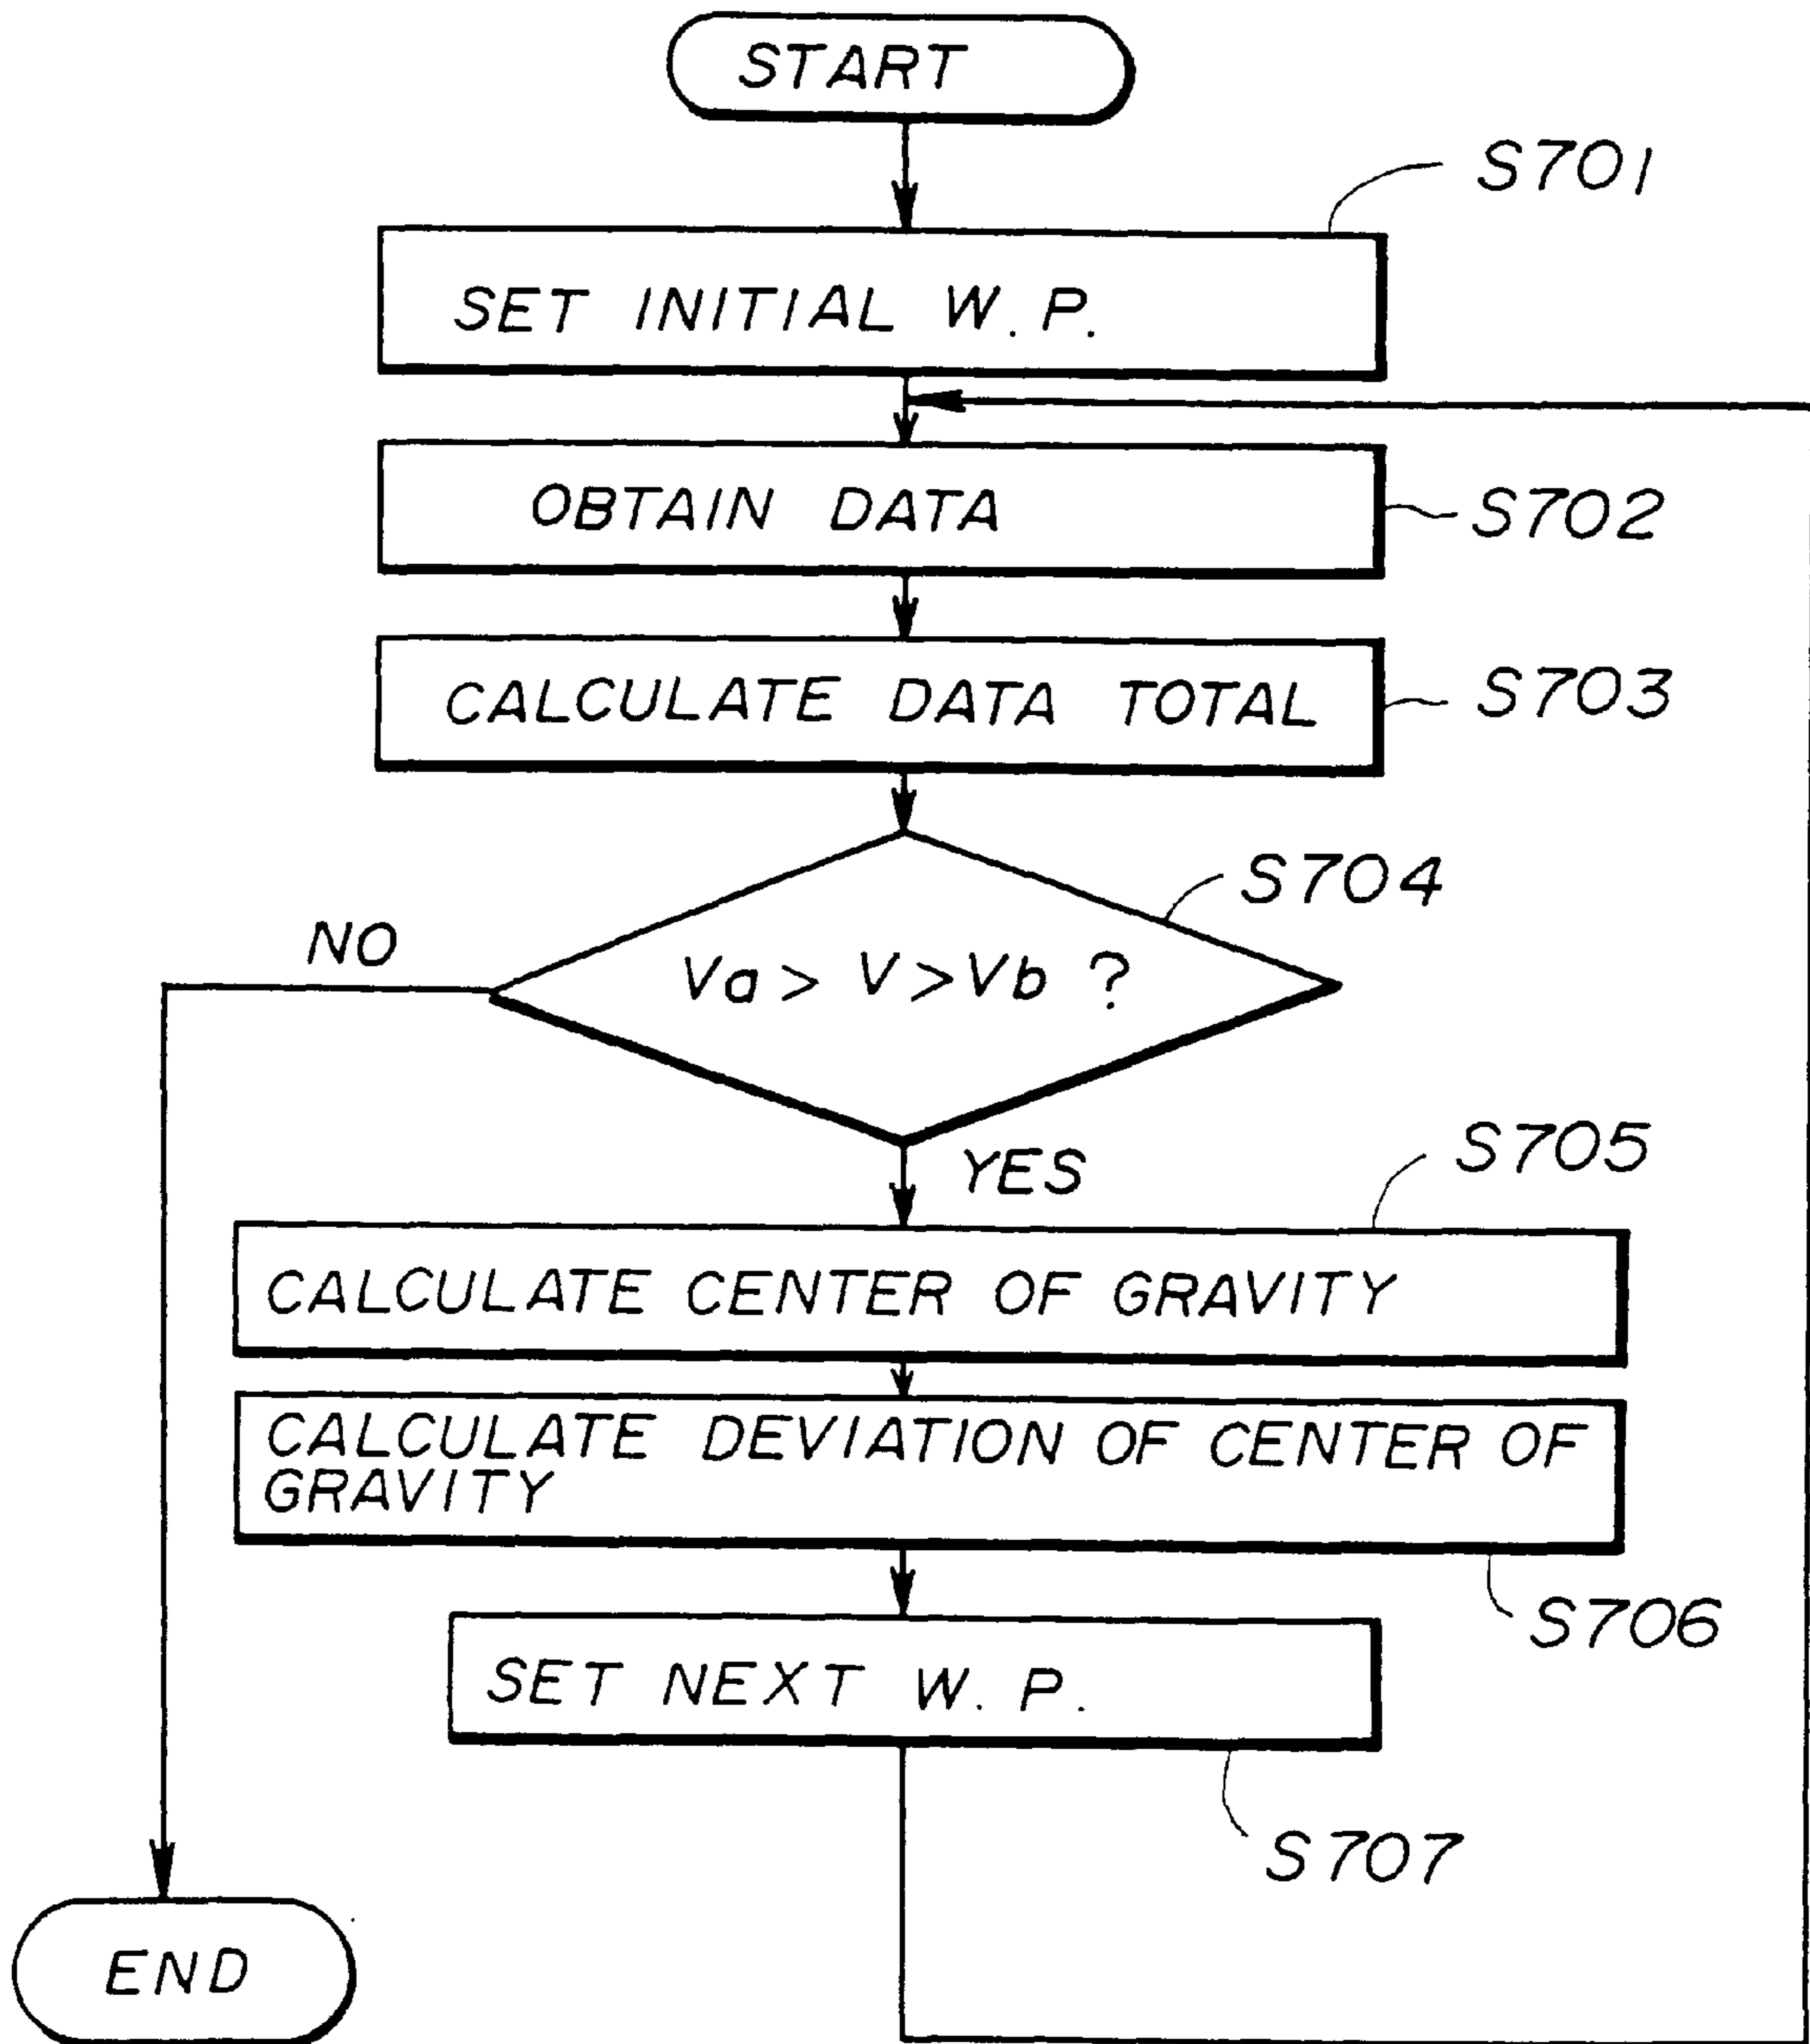 START
S701
SET INITIAL W. P.
OBTAIN DATA
S702
CALCULATE DATA TOTAL
S703
S704
NO
Va > V > Vb ?
YES
S705
CALCULATE CENTER OF GRAVITY
CALCULATE DEVIATION OF CENTER OF
GRAVITY
S706
SET NEXT W. P.
S707
END